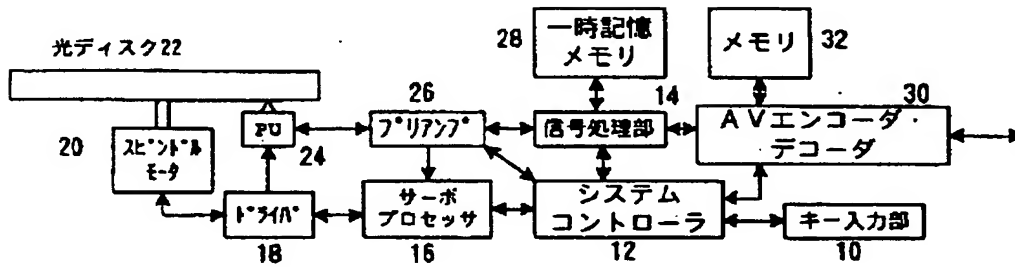 光ディスク22
28
一時記憶
メモリ
メモリ
32
26
14
30
20
スピンドル
モータ
PU
24
プリアンプ
信号処理部
AVエンコーダ・
デコーダ
ドライバ
サーボ
プロセッサ
システム
コントローラ
キー入力部
18
16
12
10